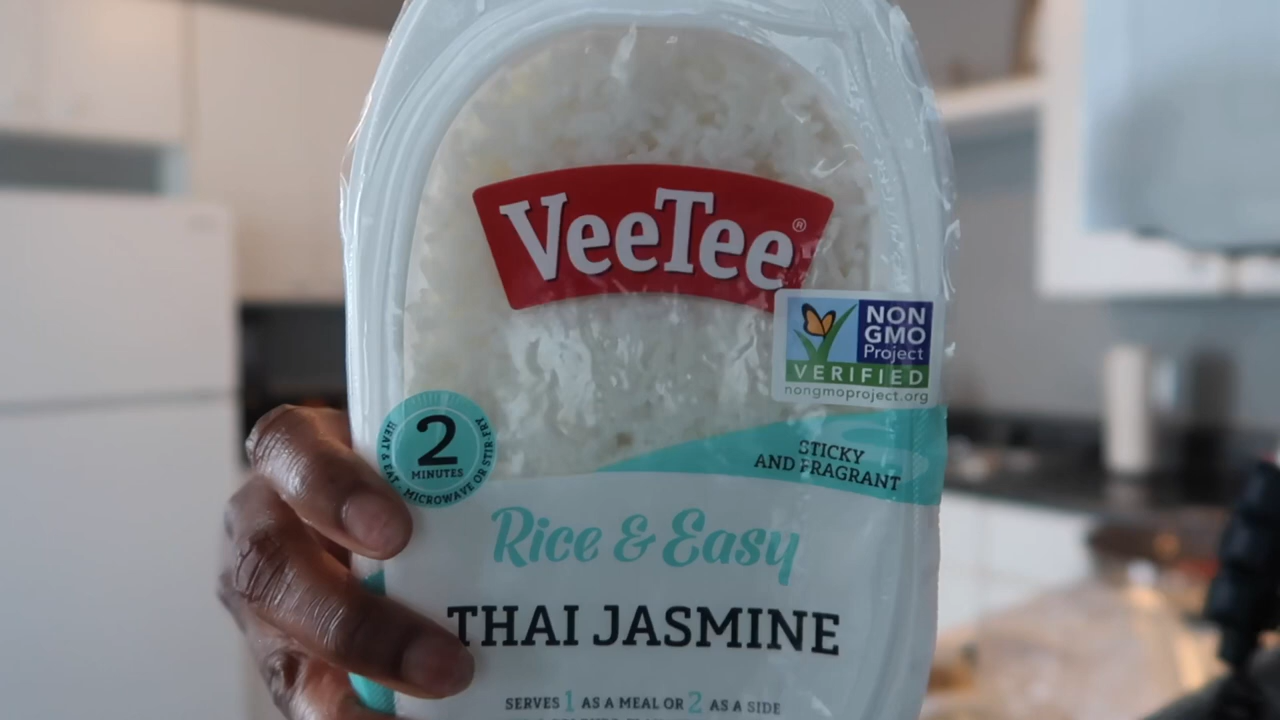 VeeTee®
NON
GMO
Project
VERIFIED
nongmoproject.org
2
MINUTES
HEAT & EAT · MICROWAVE OR STIR FRY
STICKY
AND FRAGRANT
Rice & Easy
THAI JASMINE
SERVES 1 AS A MEAL OR 2 AS A SIDE